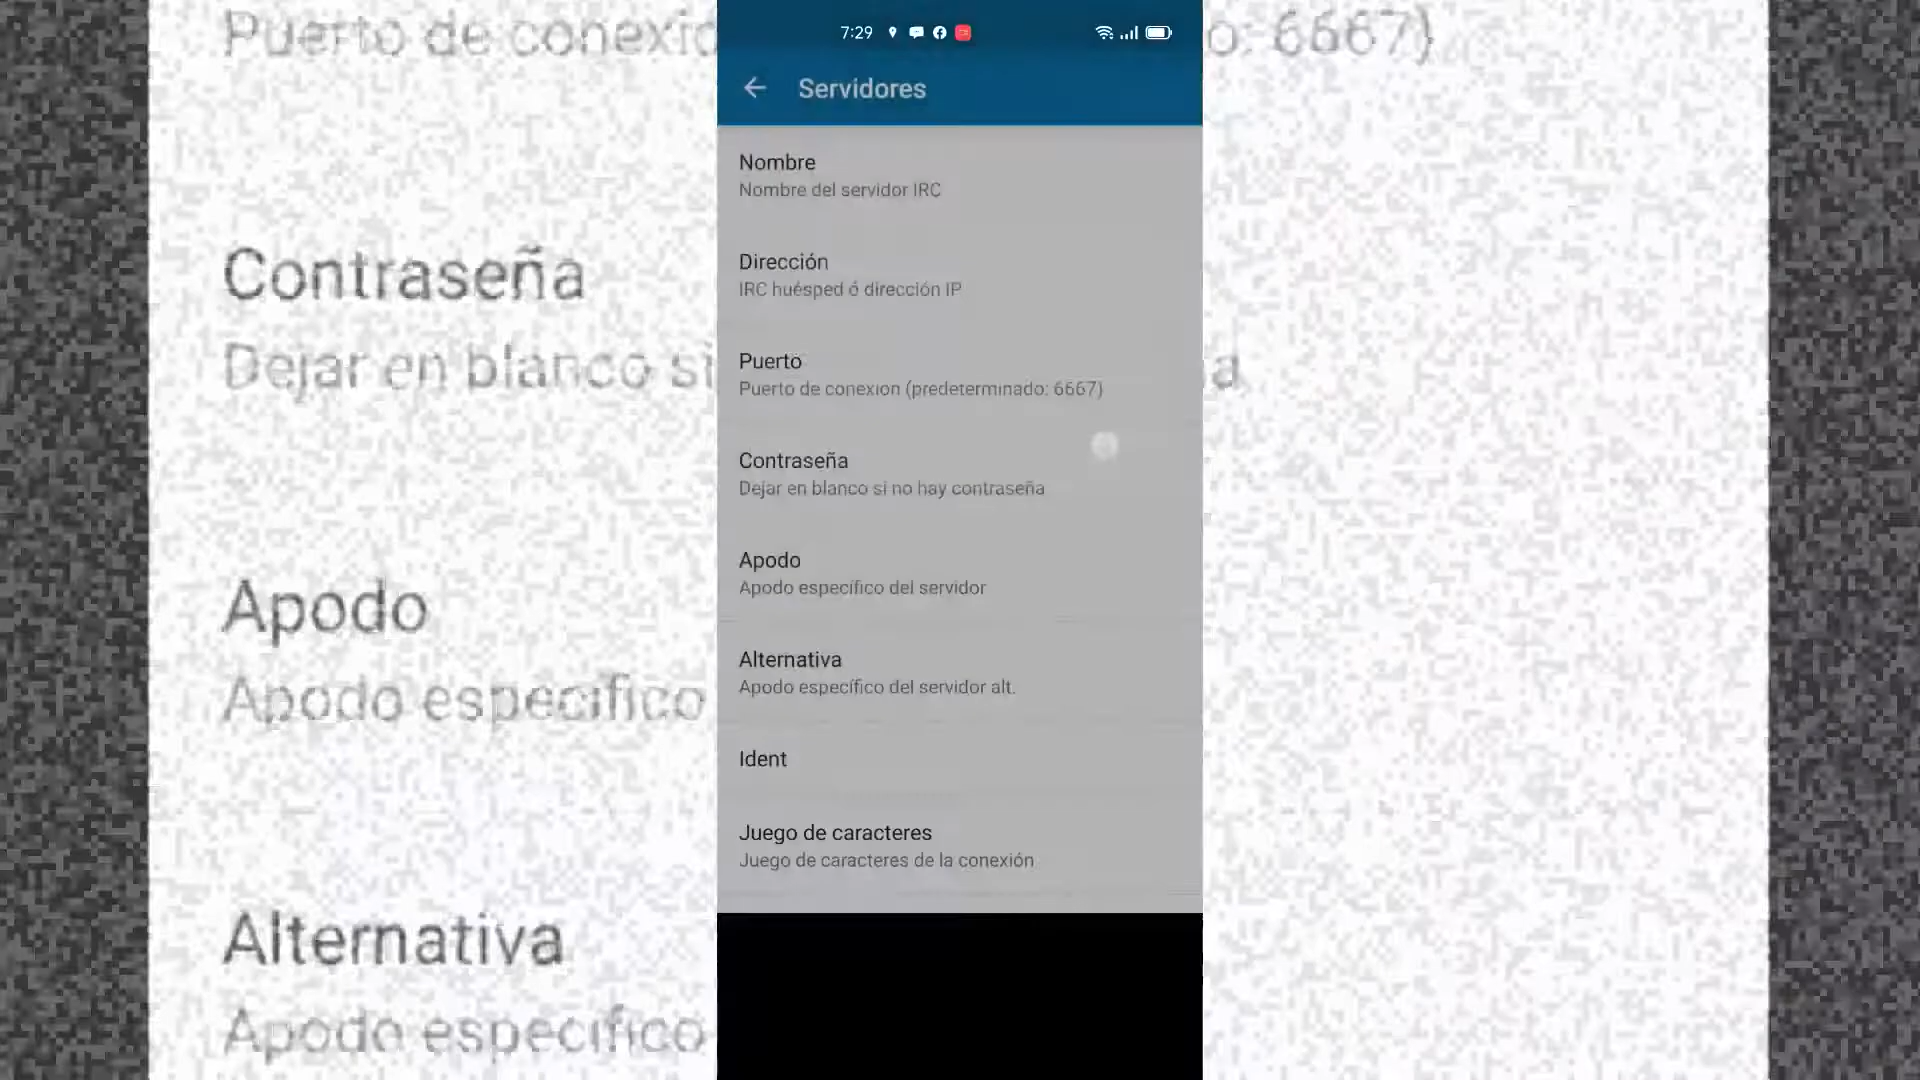 Puerto de conexio
o: 6667)
7:29
Servidores
Nombre
Nombre del servidor IRC
Dirección
IRC huésped ó dirección IP
Puerto
Puerto de conexion (predeterminado: 6667)
Contraseña
Dejar en blanco si no hay contraseña
Apodo
Apodo específico del servidor
Alternativa
Apodo específico del servidor alt.
Ident
Juego de caracteres
Juego de caracteres de la conexión
Contraseña
Dejar en blanco si
a
Apodo
Apodo especifico
Alternativa
Apodo especifico